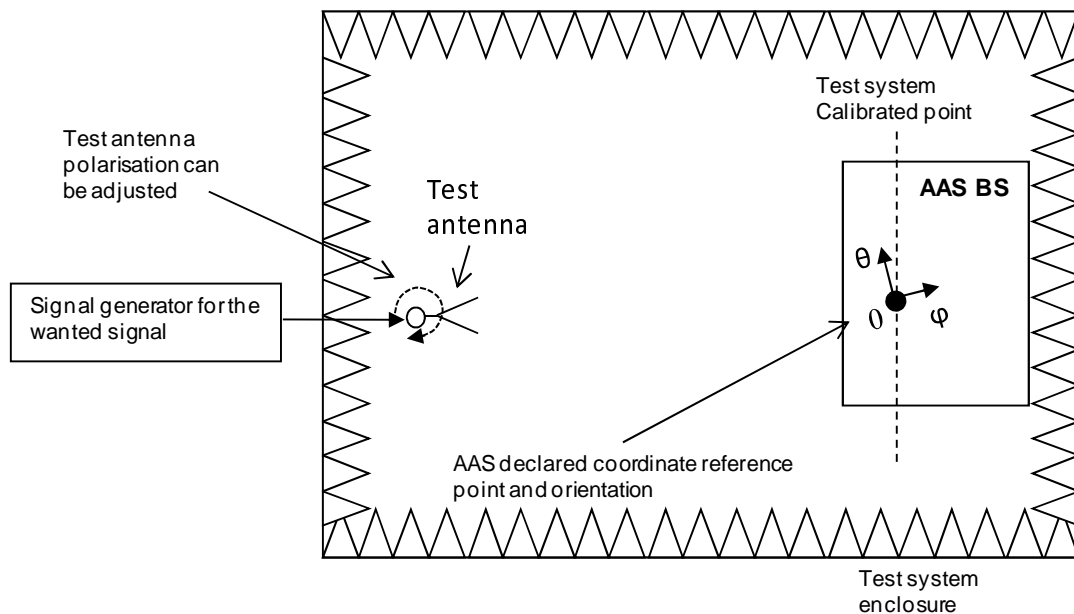 Test system
Calibrated point
Test antenna
polarisation can
be adjusted
Test
antenna
AAS BS
θ
0
φ
Signal generator for the
wanted signal
AAS declared coordinate reference
point and orientation
Test system
enclosure